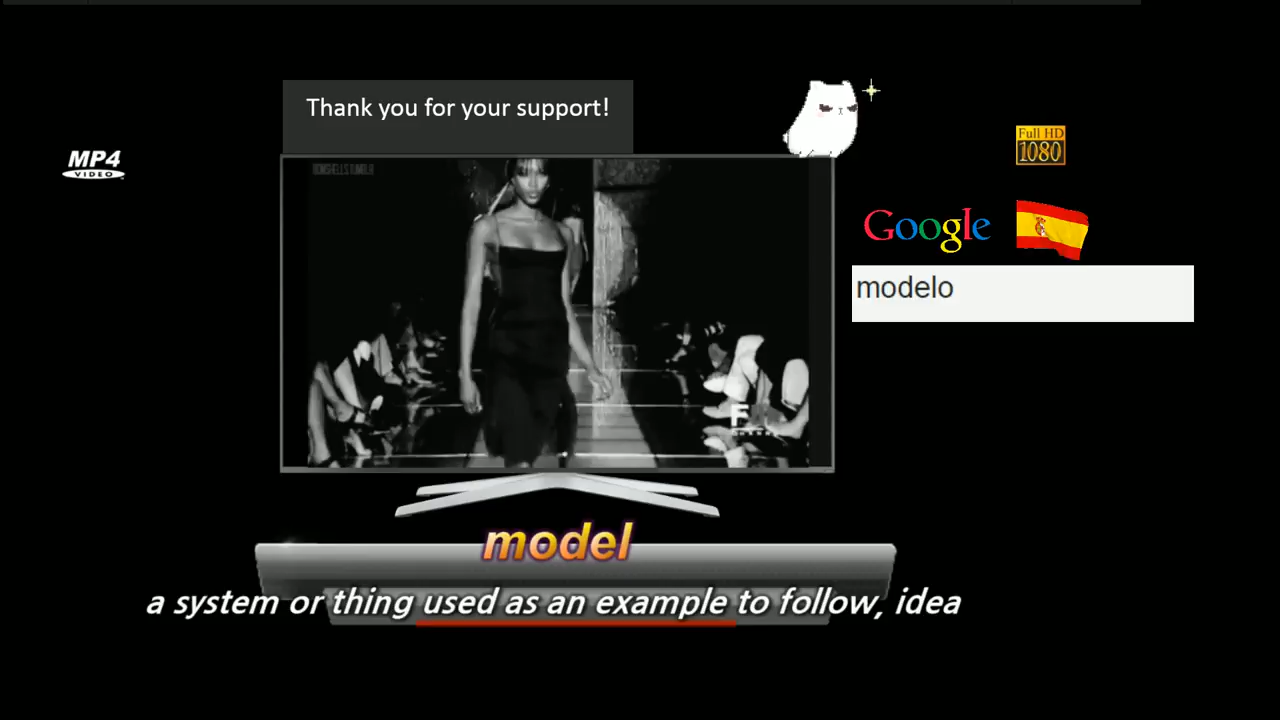 Thank you for your support!
MP4
VIDEO
Full HD
1080
Google
modelo
F
model
a system or thing used as an example to follow, idea